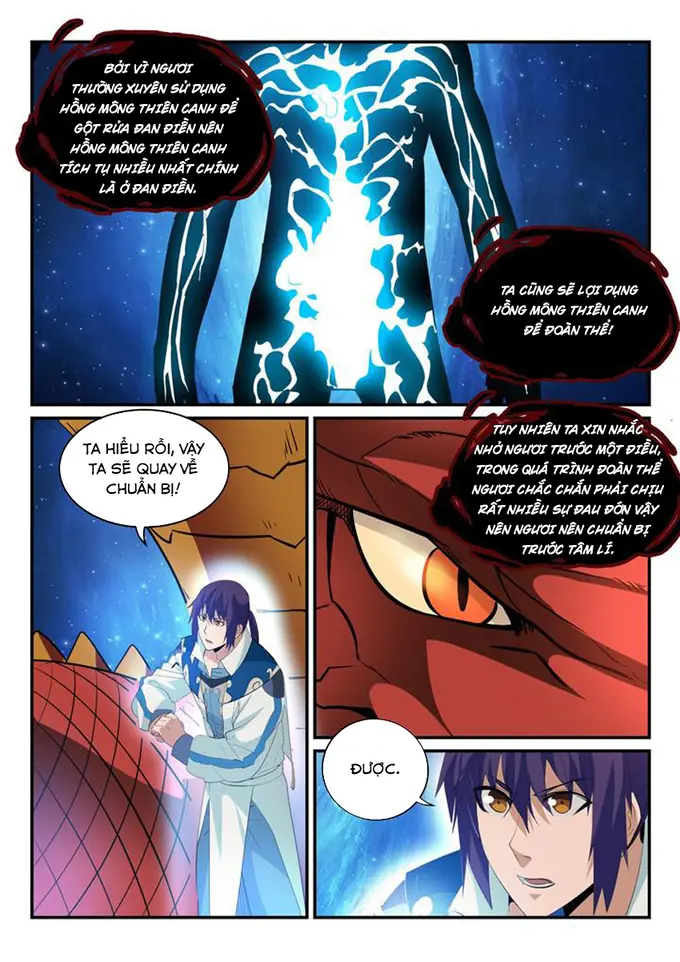 BỞI VÌ NGƯƠI
THƯỜNG XUYÊN SỬ DỤNG
HỒNG MÔNG THIÊN CANH ĐỂ
GỘT RỬA ĐAN ĐIỀN NÊN
HỒNG MÔNG THIÊN CANH
TÍCH TỤ NHIỀU NHẤT CHÍNH
LÀ Ở ĐAN ĐIỀN.
TA CŨNG SẼ LỢI DỤNG
HỒNG MÔNG THIÊN CANH
ĐỂ ĐOÀN THỂ!
TA HIỂU RỒI, VẬY
TA SẼ QUAY VỀ
CHUẨN BỊ!
TUY NHIÊN TA XIN NHẮC
NHỞ NGƯƠI TRƯỚC MỘT ĐIỀU,
TRONG QUÁ TRÌNH ĐOÀN THỂ
NGƯƠI CHẮC CHẮN PHẢI CHỊU
RẤT NHIỀU SỰ ĐAU ĐỚN VẬY
NÊN NGƯƠI NÊN CHUẨN BỊ
TRƯỚC TÂM LÍ.
ĐƯỢC.